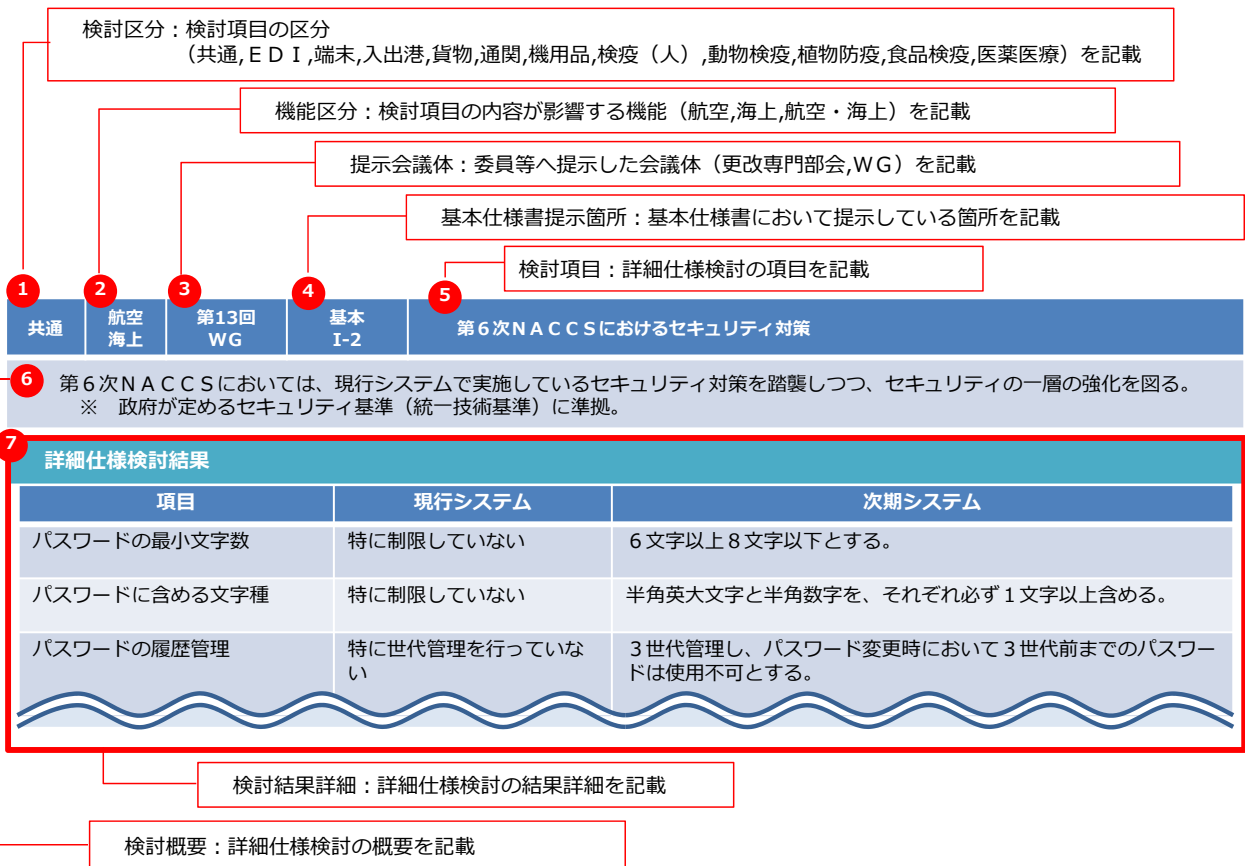 検討区分：検討項目の区分
（共通,ＥＤＩ,端末,入出港,貨物,通関,機用品,検疫（人）,動物検疫,植物防疫,食品検疫,医薬医療）を記載
機能区分：検討項目の内容が影響する機能（航空,海上,航空・海上）を記載
提示会議体：委員等へ提示した会議体（更改専門部会,ＷＧ）を記載
基本仕様書提示箇所：基本仕様書において提示している箇所を記載
検討項目：詳細仕様検討の項目を記載
1
2
3
4
5
共通
航空
海上
第13回
WG
基本
I-2
第６次ＮＡＣＣＳにおけるセキュリティ対策
6
第６次ＮＡＣＣＳにおいては、現行システムで実施しているセキュリティ対策を踏襲しつつ、セキュリティの一層の強化を図る。
※　政府が定めるセキュリティ基準（統一技術基準）に準拠。
7
詳細仕様検討結果
項目
現行システム
次期システム
パスワードの最小文字数
特に制限していない
６文字以上８文字以下とする。
パスワードに含める文字種
特に制限していない
半角英大文字と半角数字を、それぞれ必ず１文字以上含める。
パスワードの履歴管理
特に世代管理を行っていな
い
３世代管理し、パスワード変更時において３世代前までのパスワー
ドは使用不可とする。
検討結果詳細：詳細仕様検討の結果詳細を記載
検討概要：詳細仕様検討の概要を記載